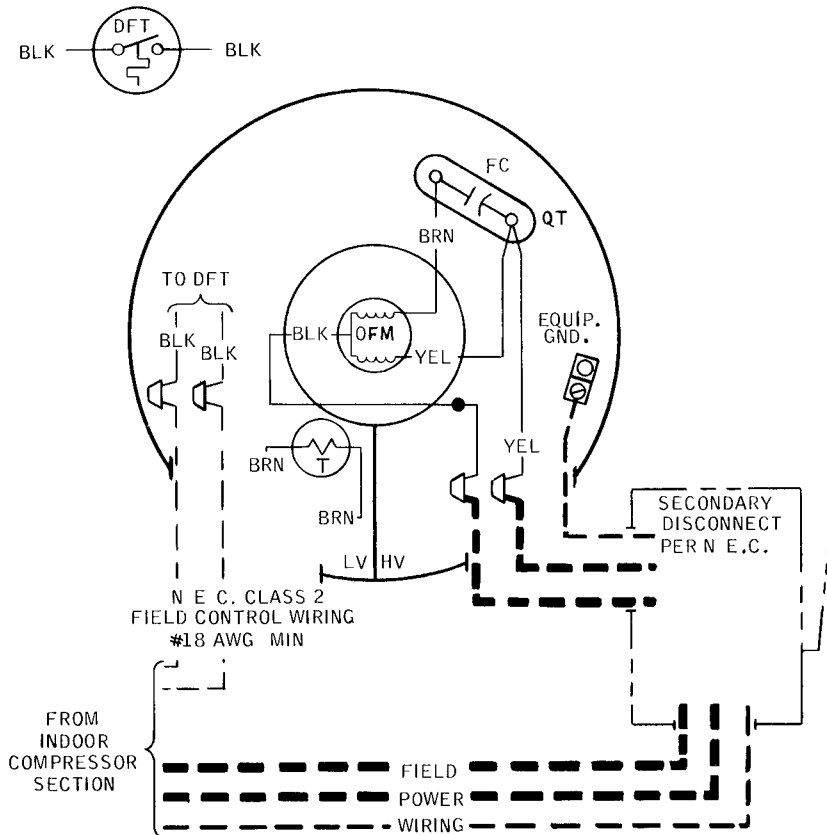 DFT
BLK
BLK
FC
QT
BRN
TO DFT
BLK
BLK
BLK
OFM
YEL
EQUIP.
GND.
YEL
BRN
T
BRN
LV HV
SECONDARY
DISCONNECT
PER N E.C.
N E C. CLASS 2
FIELD CONTROL WIRING
#18 AWG MIN
FROM
INDOOR
COMPRESSOR
SECTION
FIELD
POWER
WIRING